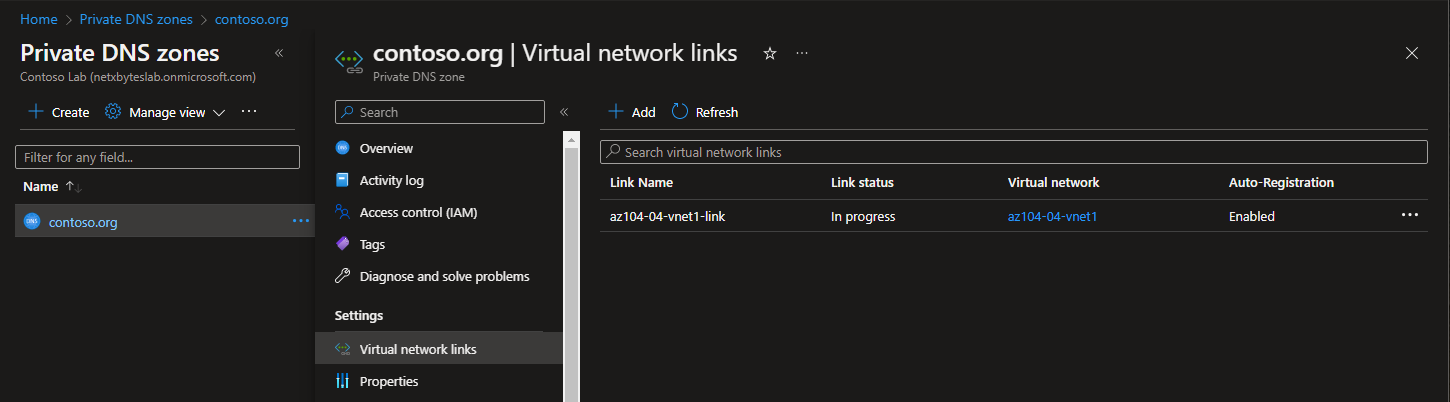 Home > Private DNS zones > contoso.org
Private DNS zones «
Contoso Lab (netxbyteslab.onmicrosoft.com)
+ Create Manage view ···
Filter for any field...
Name ↑↓
DNS contoso.org ···
contoso.org | Virtual network links ☆ ···
Private DNS zone
Search «
DNS Overview
Activity log
Access control (IAM)
Tags
Diagnose and solve problems
Settings
Virtual network links
Properties
+ Add Refresh
Search virtual network links
Link Name Link status Virtual network Auto-Registration
az104-04-vnet1-link In progress az104-04-vnet1 Enabled ···